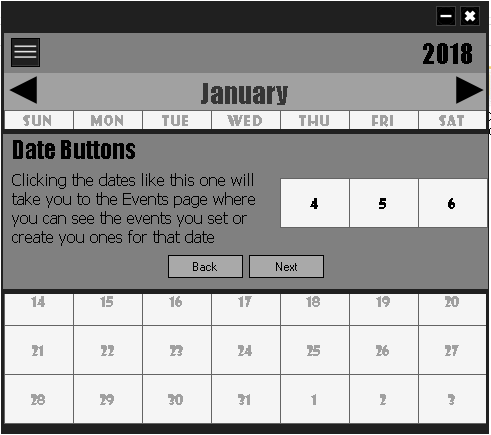 2018
January
SUN MON TUE WED THU FRI SAT
Date Buttons
Clicking the dates like this one will
take you to the Events page where
you can see the events you set or
create you ones for that date
4 5 6
Back Next
14 15 16 17 18 19 20
21 22 23 24 25 26 27
28 29 30 31 1 2 3